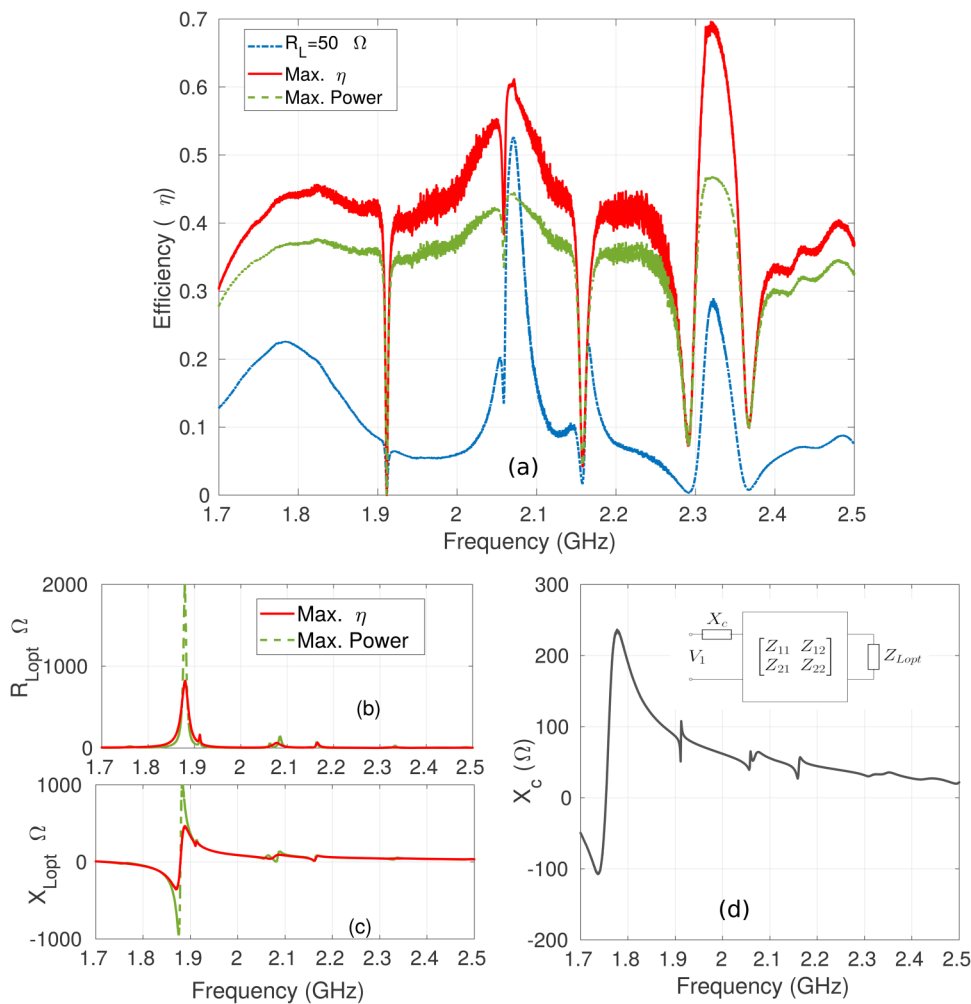 0.7
0.6
0.5
0.4
0.3
0.2
0.1
0
Efficiency ( η)
R_L=50 Ω
Max. η
Max. Power
(a)
1.7 1.8 1.9 2 2.1 2.2 2.3 2.4 2.5
Frequency (GHz)
2000
1000
0
R_Lopt Ω
Max. η
Max. Power
(b)
1.7 1.8 1.9 2 2.1 2.2 2.3 2.4 2.5
1000
0
-1000
X_Lopt Ω
(c)
1.7 1.8 1.9 2 2.1 2.2 2.3 2.4 2.5
Frequency (GHz)
300
200
100
0
-100
-200
X_c (Ω)
X_c
V_1
Z_11 Z_12
Z_21 Z_22
Z_Lopt
(d)
1.7 1.8 1.9 2 2.1 2.2 2.3 2.4 2.5
Frequency (GHz)